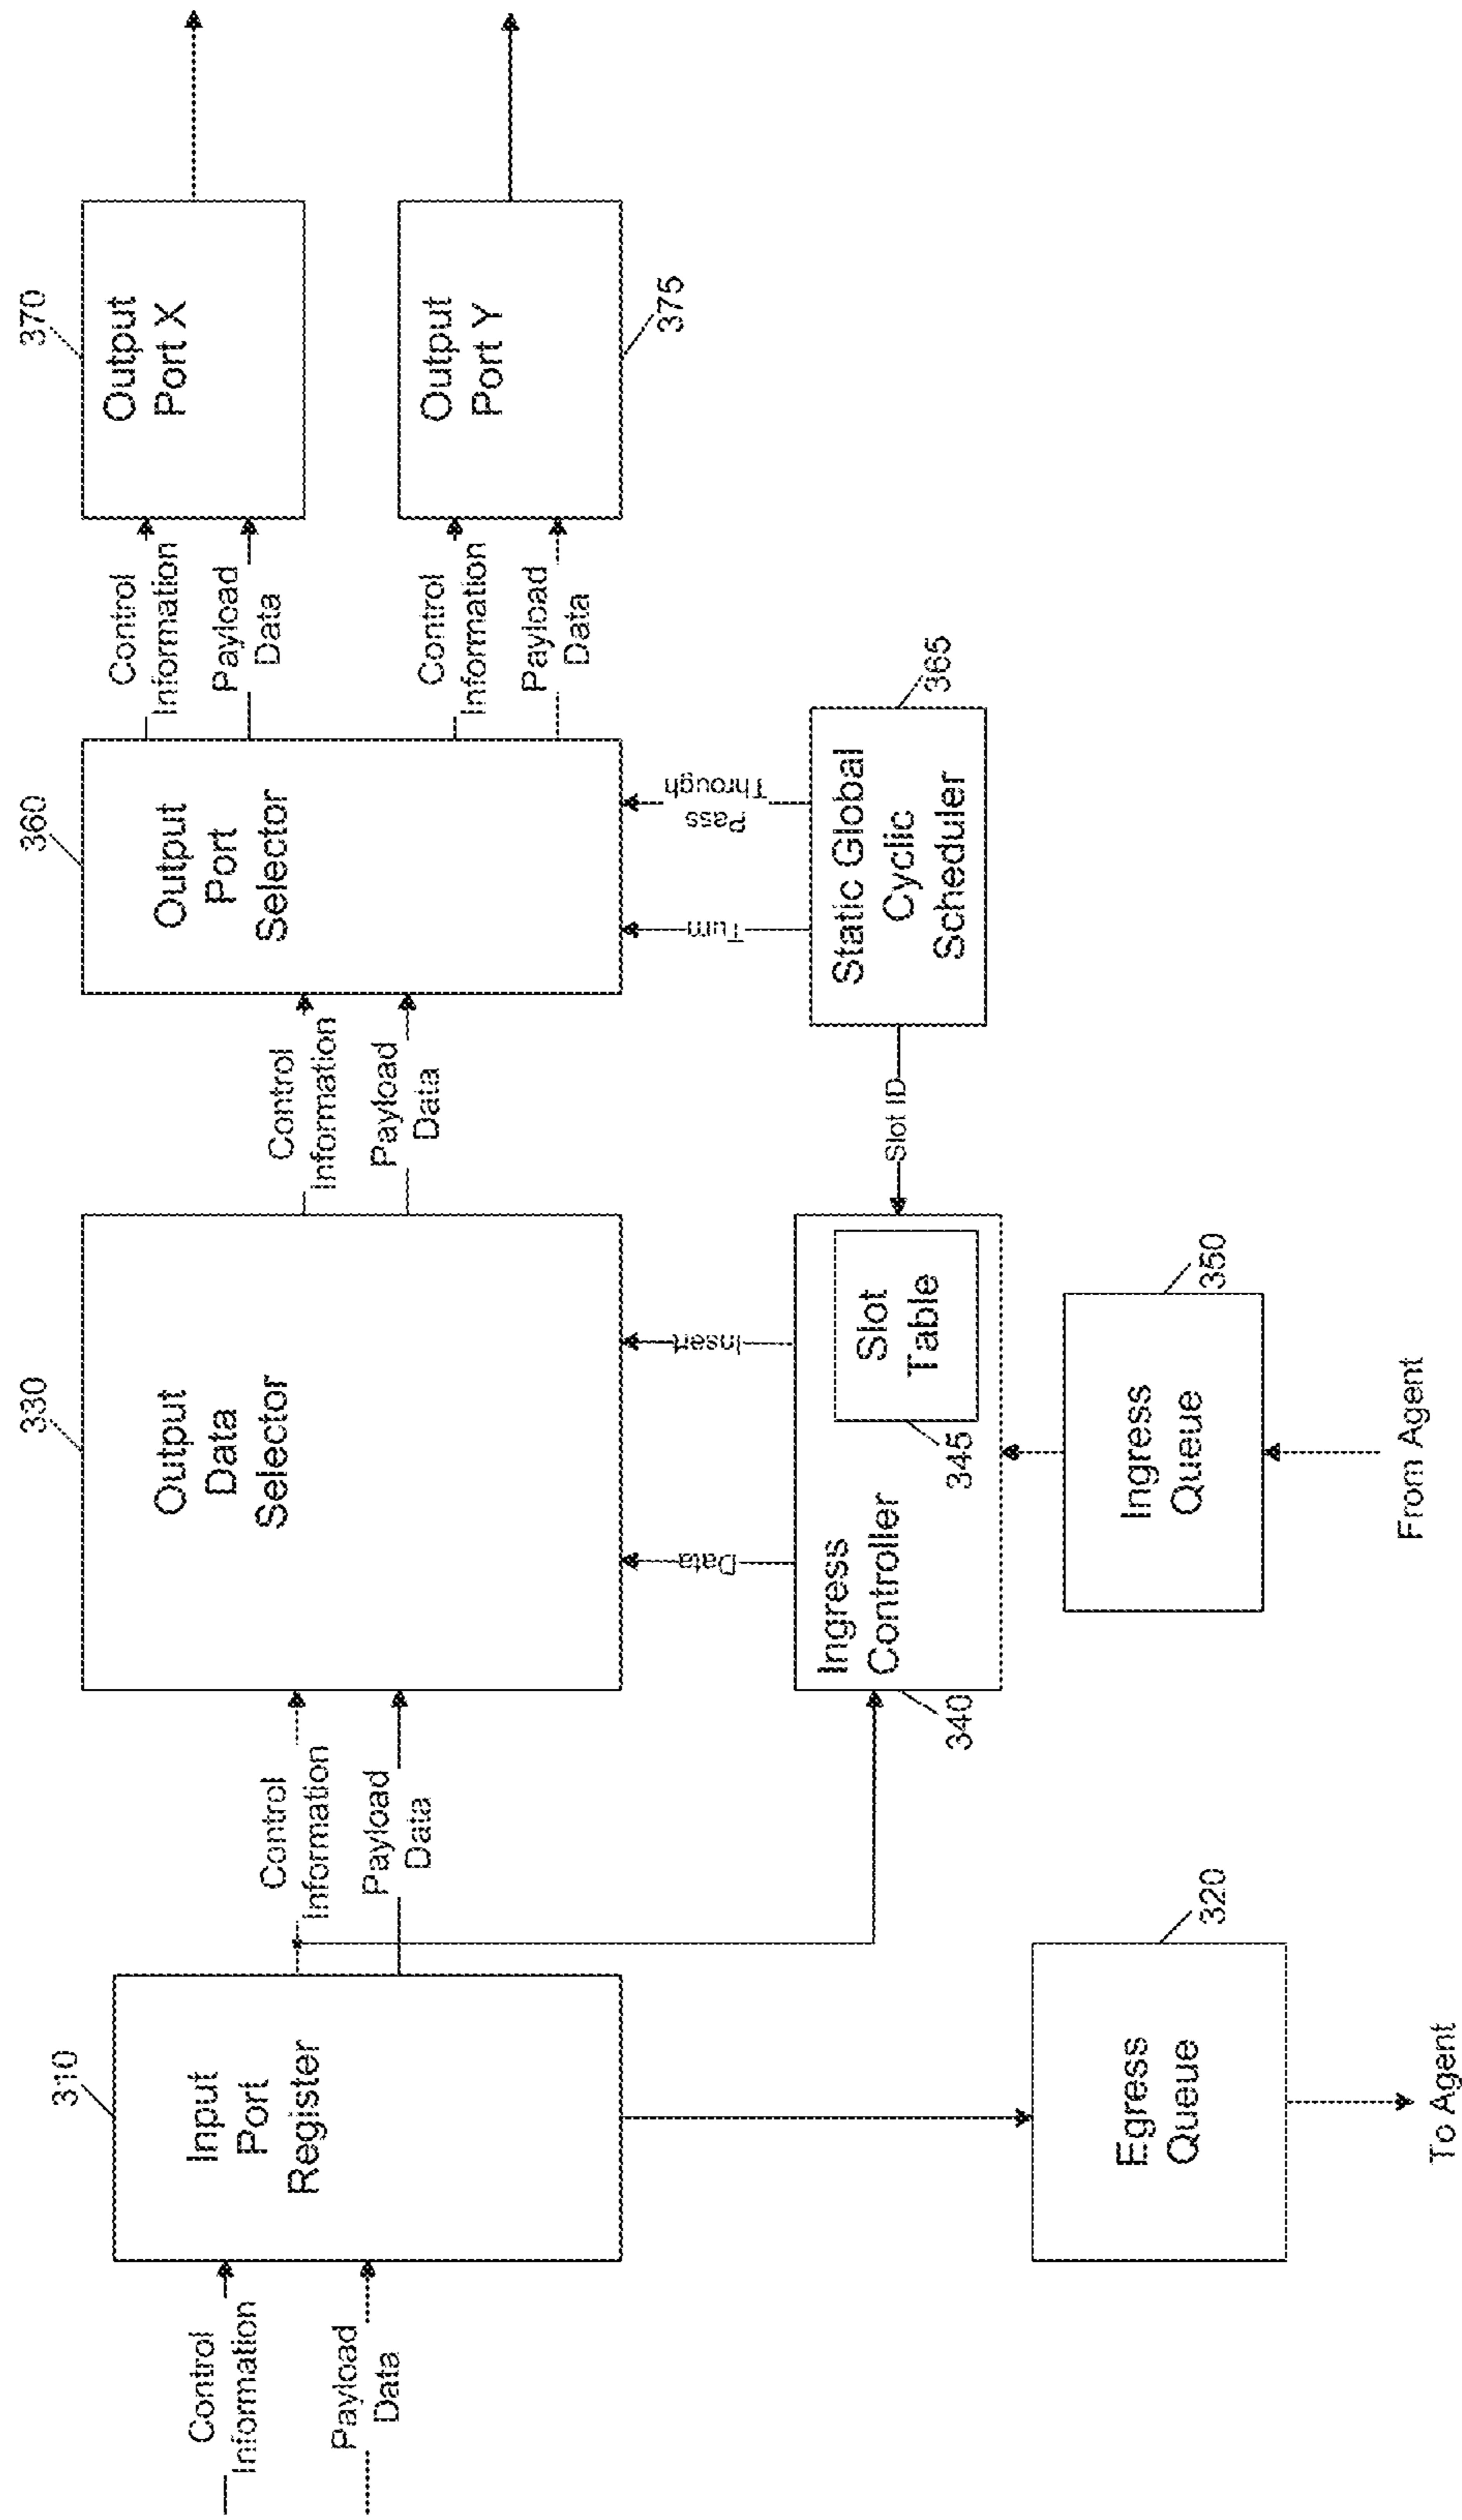 310
Input
Port
Register
Control
Information
Payload
Data
Control
Information
Payload
Data
320
Egress
Queue
To Agent
330
Output
Data
Selector
Data
Insert
340
Ingress
Controller
345
Slot
Table
350
Ingress
Queue
From Agent
Control
Information
Payload
Data
Slot ID
360
Output
Port
Selector
Turn
Pass
Through
365
Static Global
Cyclic
Scheduler
Control
Information
Payload
Data
Control
Information
Payload
Data
370
Output
Port X
375
Output
Port Y